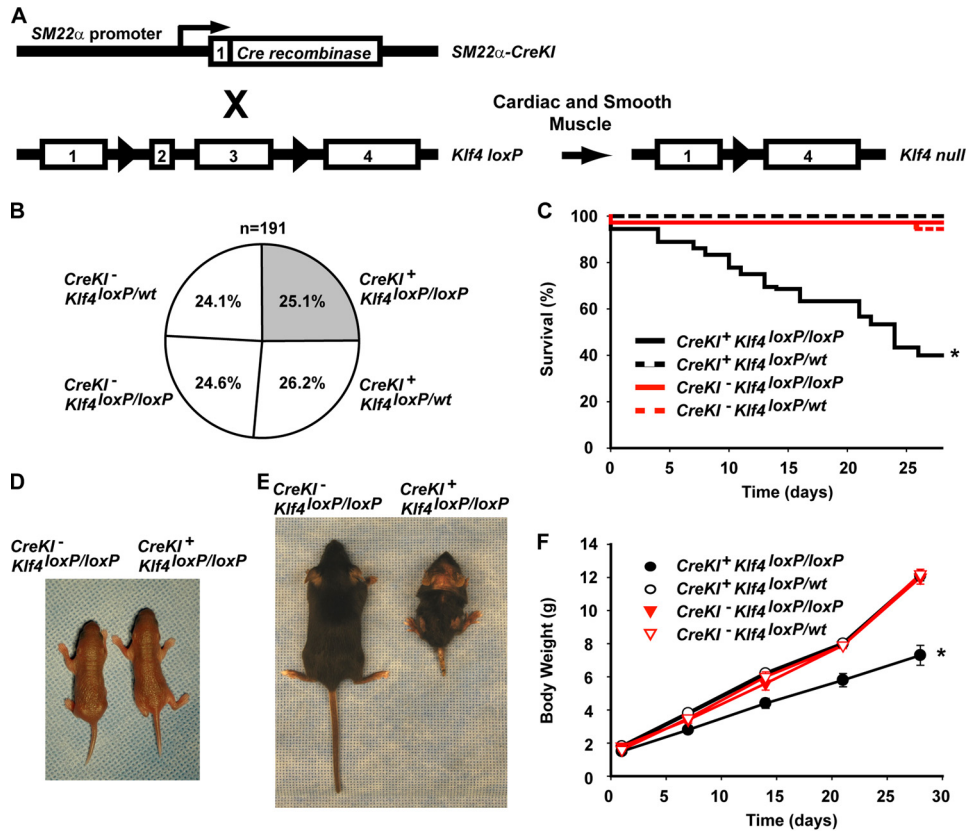 A
SM22α promoter
1 Cre recombinase
SM22α-CreKI
X
Cardiac and Smooth
Muscle
1 2 3 4
Klf4 loxP
1 4
Klf4 null
B
n=191
CreKI-
Klf4loxP/wt
24.1%
25.1%
CreKI+
Klf4loxP/loxP
CreKI-
Klf4loxP/loxP
24.6%
26.2%
CreKI+
Klf4loxP/wt
C
Survival (%)
100
80
60
40
20
0
CreKI+ Klf4loxP/loxP
CreKI+ Klf4loxP/wt
CreKI- Klf4loxP/loxP
CreKI- Klf4loxP/wt
*
0 5 10 15 20 25
Time (days)
D
CreKI-
Klf4loxP/loxP
CreKI+
Klf4loxP/loxP
E
CreKI-
Klf4loxP/loxP
CreKI+
Klf4loxP/loxP
F
Body Weight (g)
14
12
10
8
6
4
2
0
CreKI+ Klf4loxP/loxP
CreKI+ Klf4loxP/wt
CreKI- Klf4loxP/loxP
CreKI- Klf4loxP/wt
*
0 5 10 15 20 25 30
Time (days)